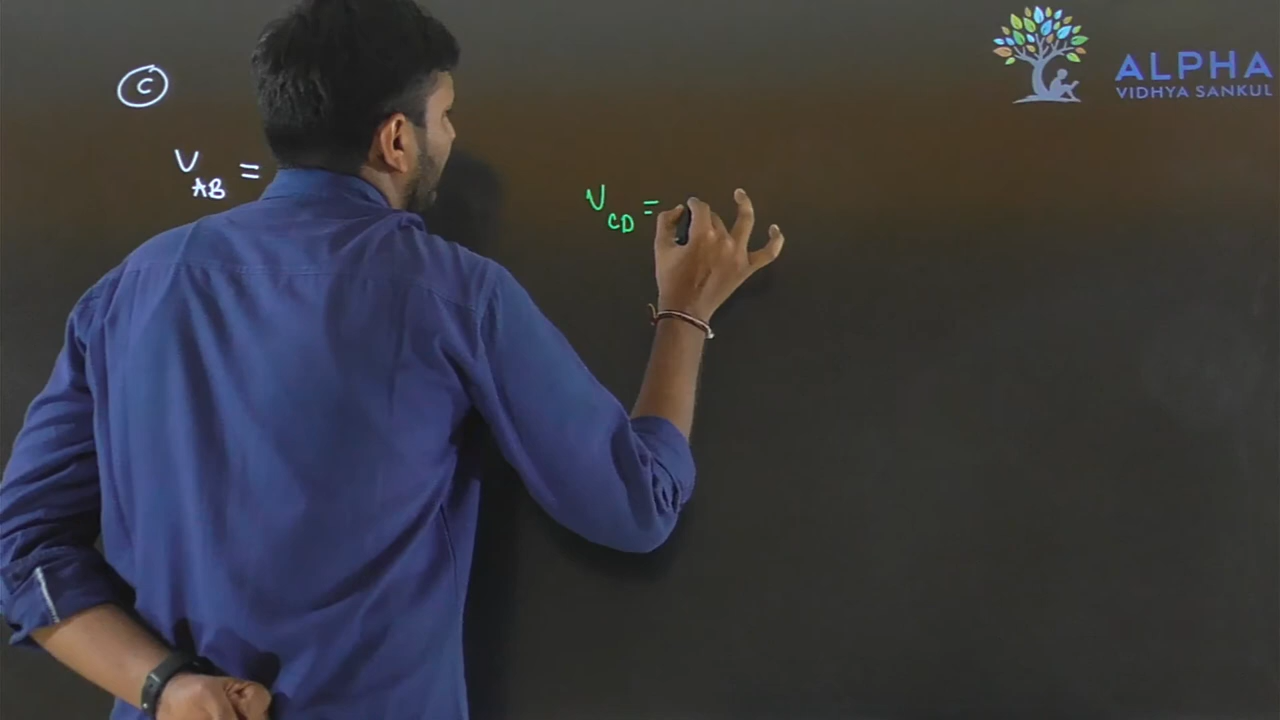 C
V AB =
V CD =
ALPHA
VIDHYA SANKUL